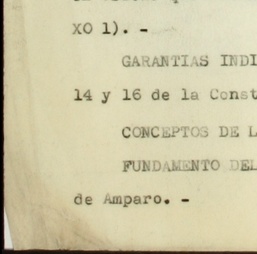 XO 1). -
GARANTIAS INDI
14 y 16 de la Const
CONCEPTOS DE L
FUNDAMENTO DEL
de Amparo. -